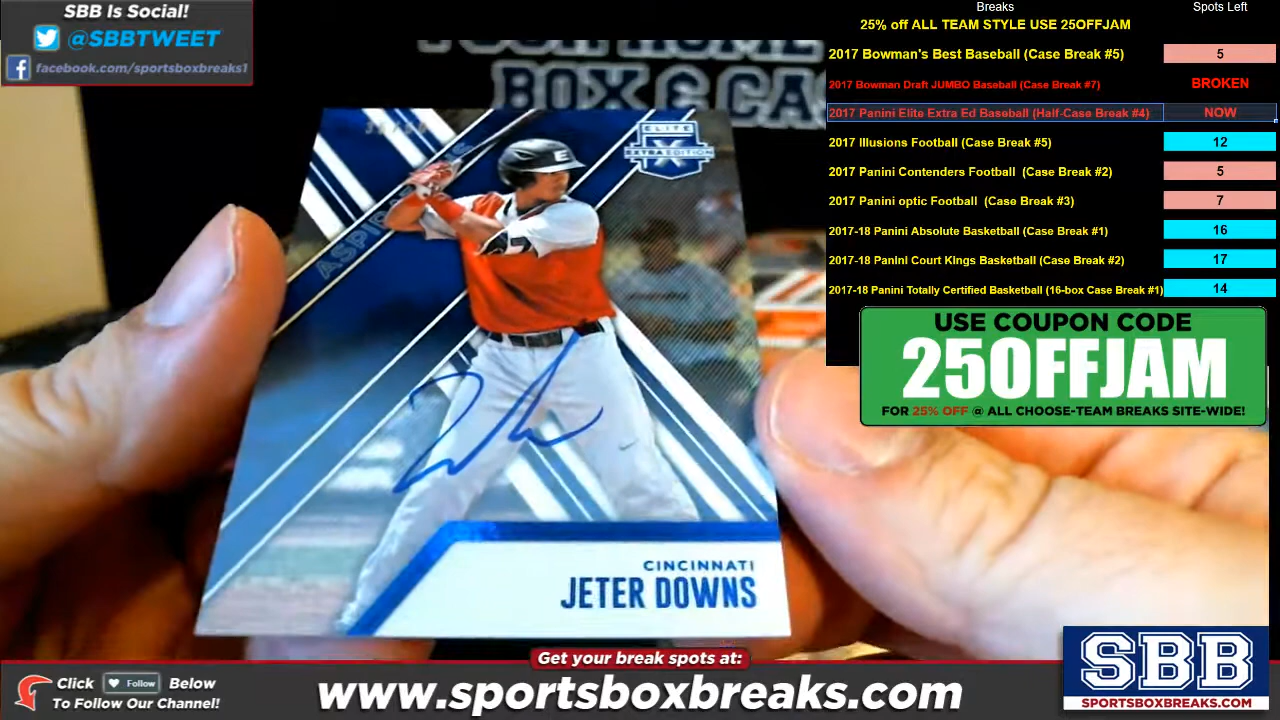 SBB Is Social!
@SBBTWEET
facebook.com/sportsboxbreaks1
BOX & CA
ELITE
X
EXTRA EDITION
E
CINCINNATI
JETER DOWNS
Breaks Spots Left
25% off ALL TEAM STYLE USE 25OFFJAM
2017 Bowman's Best Baseball (Case Break #5) 5
2017 Bowman Draft JUMBO Baseball (Case Break #7) BROKEN
2017 Panini Elite Extra Ed Baseball (Half-Case Break #4) NOW
2017 Illusions Football (Case Break #5) 12
2017 Panini Contenders Football (Case Break #2) 5
2017 Panini optic Football (Case Break #3) 7
2017-18 Panini Absolute Basketball (Case Break #1) 16
2017-18 Panini Court Kings Basketball (Case Break #2) 17
2017-18 Panini Totally Certified Basketball (16-box Case Break #1) 14
USE COUPON CODE
25OFFJAM
FOR 25% OFF @ ALL CHOOSE-TEAM BREAKS SITE-WIDE!
Get your break spots at:
Click Follow Below
To Follow Our Channel!
www.sportsboxbreaks.com
SBB
SPORTSBOXBREAKS.COM